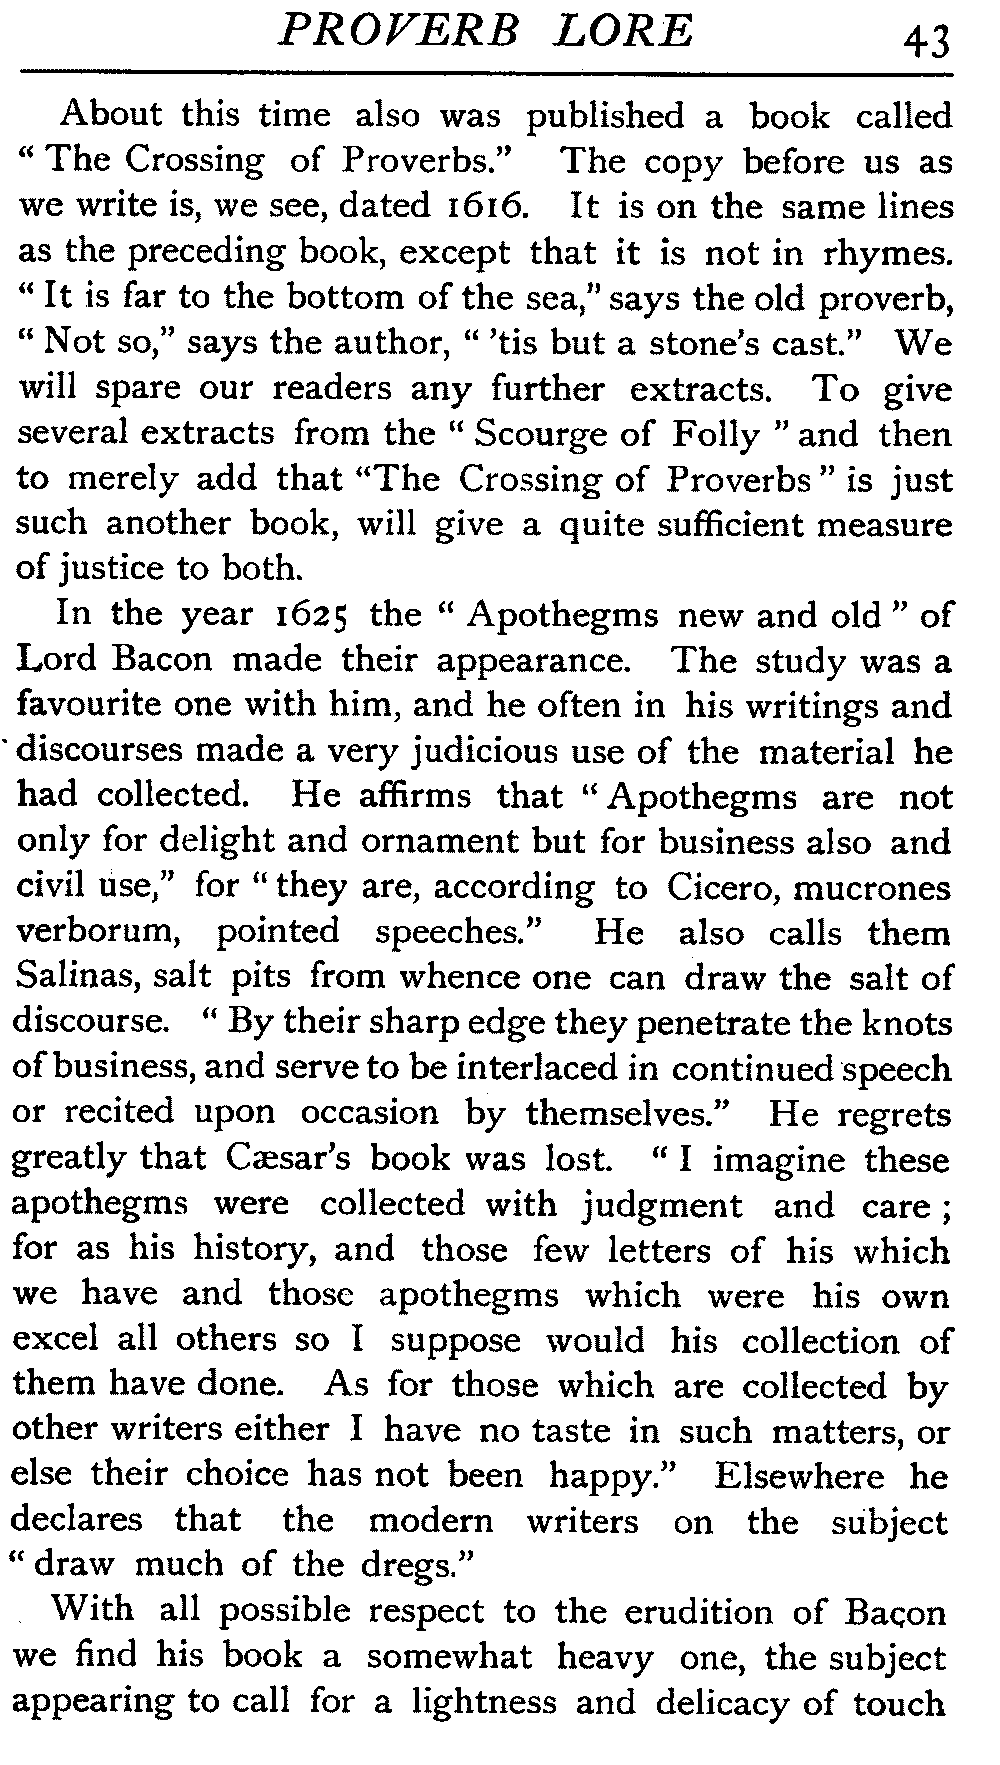 PROVERB LORE 43
About this time also was published a book called
“ The Crossing of Proverbs.” The copy before us as
we write is, we see, dated 1616. It is on the same lines
as the preceding book, except that it is not in rhymes.
“ It is far to the bottom of the sea,” says the old proverb,
“ Not so,” says the author, “ ’tis but a stone’s cast.” We
will spare our readers any further extracts. To give
several extracts from the “ Scourge of Folly ” and then
to merely add that “The Crossing of Proverbs ” is just
such another book, will give a quite sufficient measure
of justice to both.
In the year 1625 the “ Apothegms new and old ” of
Lord Bacon made their appearance. The study was a
favourite one with him, and he often in his writings and
discourses made a very judicious use of the material he
had collected. He affirms that “ Apothegms are not
only for delight and ornament but for business also and
civil use,” for “ they are, according to Cicero, mucrones
verborum, pointed speeches.” He also calls them
Salinas, salt pits from whence one can draw the salt of
discourse. “ By their sharp edge they penetrate the knots
of business, and serve to be interlaced in continued speech
or recited upon occasion by themselves.” He regrets
greatly that Cæsar’s book was lost. “ I imagine these
apothegms were collected with judgment and care ;
for as his history, and those few letters of his which
we have and those apothegms which were his own
excel all others so I suppose would his collection of
them have done. As for those which are collected by
other writers either I have no taste in such matters, or
else their choice has not been happy.” Elsewhere he
declares that the modern writers on the subject
“ draw much of the dregs.”
With all possible respect to the erudition of Bacon
we find his book a somewhat heavy one, the subject
appearing to call for a lightness and delicacy of touch